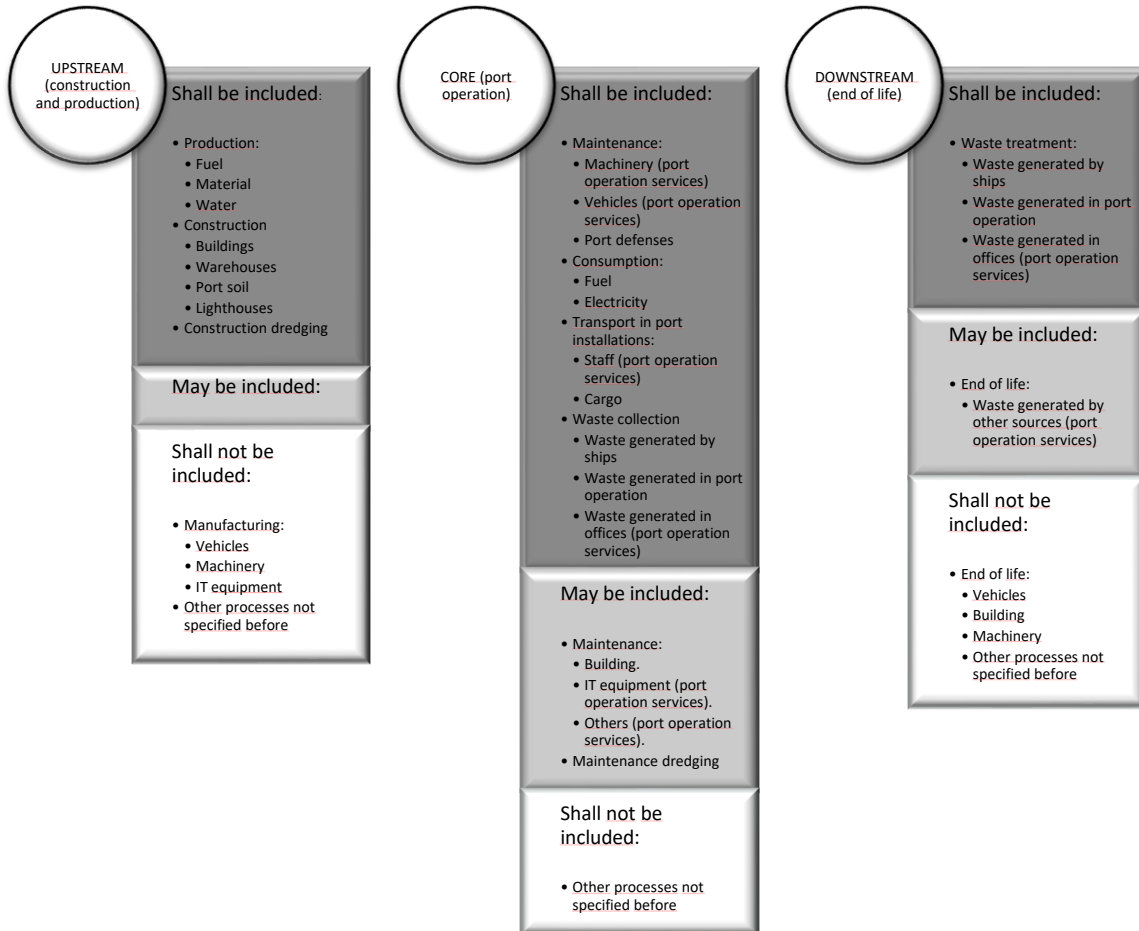 UPSTREAM
(construction
and production)
Shall be included:
• Production:
• Fuel
• Material
• Water
• Construction
• Buildings
• Warehouses
• Port soil
• Lighthouses
• Construction dredging
May be included:
Shall not be
included:
• Manufacturing:
• Vehicles
• Machinery
• IT equipment
• Other processes not
specified before
CORE (port
operation)
Shall be included:
• Maintenance:
• Machinery (port
operation services)
• Vehicles (port operation
services)
• Port defenses
• Consumption:
• Fuel
• Electricity
• Transport in port
installations:
• Staff (port operation
services)
• Cargo
• Waste collection
• Waste generated by
ships
• Waste generated in port
operation
• Waste generated in
offices (port operation
services)
May be included:
• Maintenance:
• Building.
• IT equipment (port
operation services).
• Others (port operation
services).
• Maintenance dredging
Shall not be
included:
• Other processes not
specified before
DOWNSTREAM
(end of life)
Shall be included:
• Waste treatment:
• Waste generated by
ships
• Waste generated in port
operation
• Waste generated in
offices (port operation
services)
May be included:
• End of life:
• Waste generated by
other sources (port
operation services)
Shall not be
included:
• End of life:
• Vehicles
• Building
• Machinery
• Other processes not
specified before